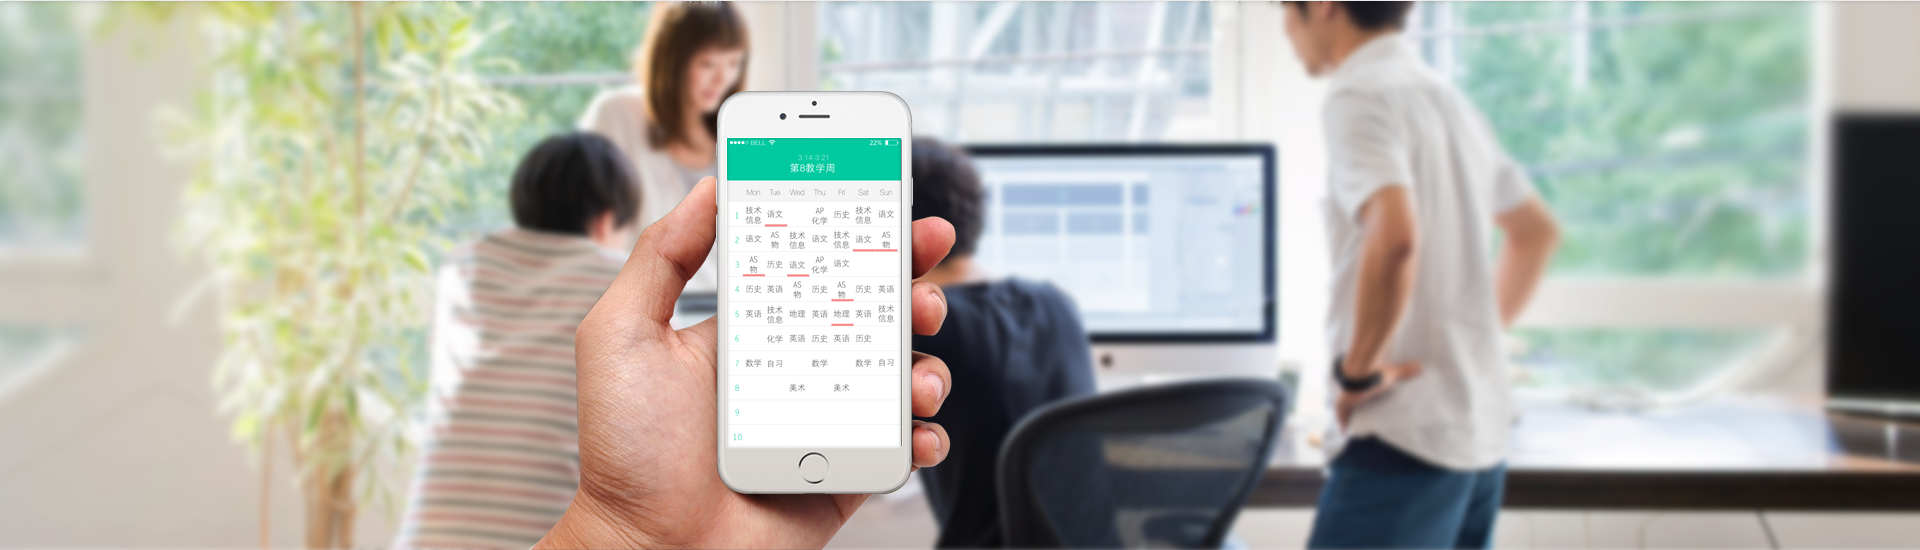 BELL 22%
3.14-3.21
第8教学周
Mon Tue Wed Thu Fri Sat Sun
1 技术信息 语文 AP化学 历史 技术信息 语文
2 语文 AS物 技术信息 语文 技术信息 语文 AS物
3 AS物 历史 语文 AP化学 语文
4 历史 英语 AS物 历史 AS物 历史 英语
5 英语 技术信息 地理 英语 地理 英语 技术信息
6 化学 英语 历史 英语 历史
7 数学 自习 数学 数学 自习
8 美术 美术
9
10